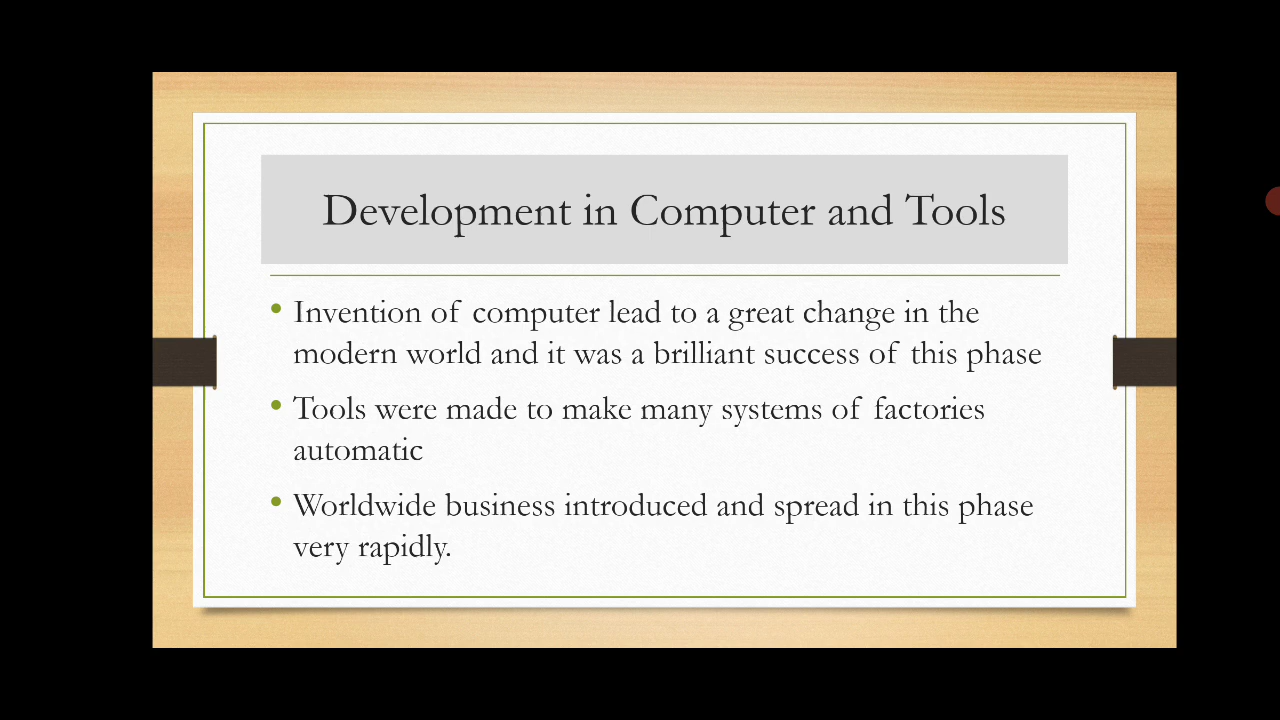 Development in Computer and Tools
• Invention of computer lead to a great change in the
modern world and it was a brilliant success of this phase
• Tools were made to make many systems of factories
automatic
• Worldwide business introduced and spread in this phase
very rapidly.